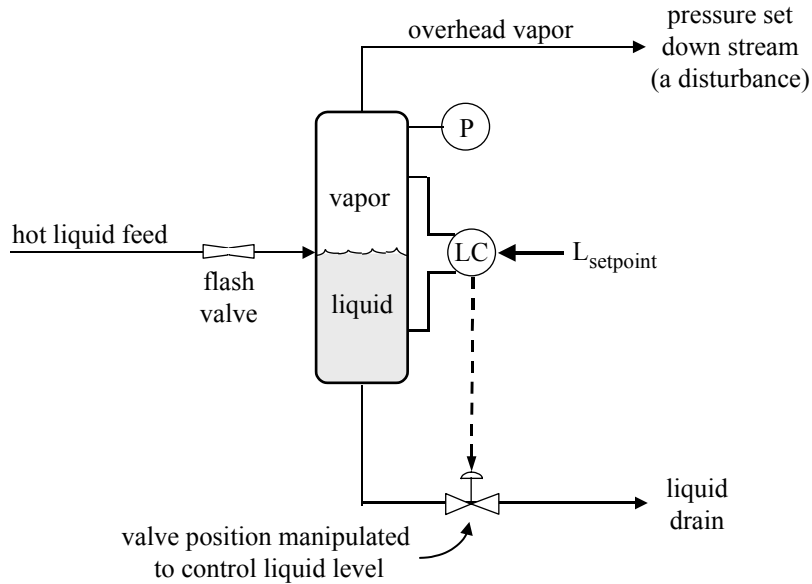 overhead vapor
pressure set
down stream
(a disturbance)
P
vapor
hot liquid feed
LC
L setpoint
flash
valve
liquid
liquid
drain
valve position manipulated
to control liquid level